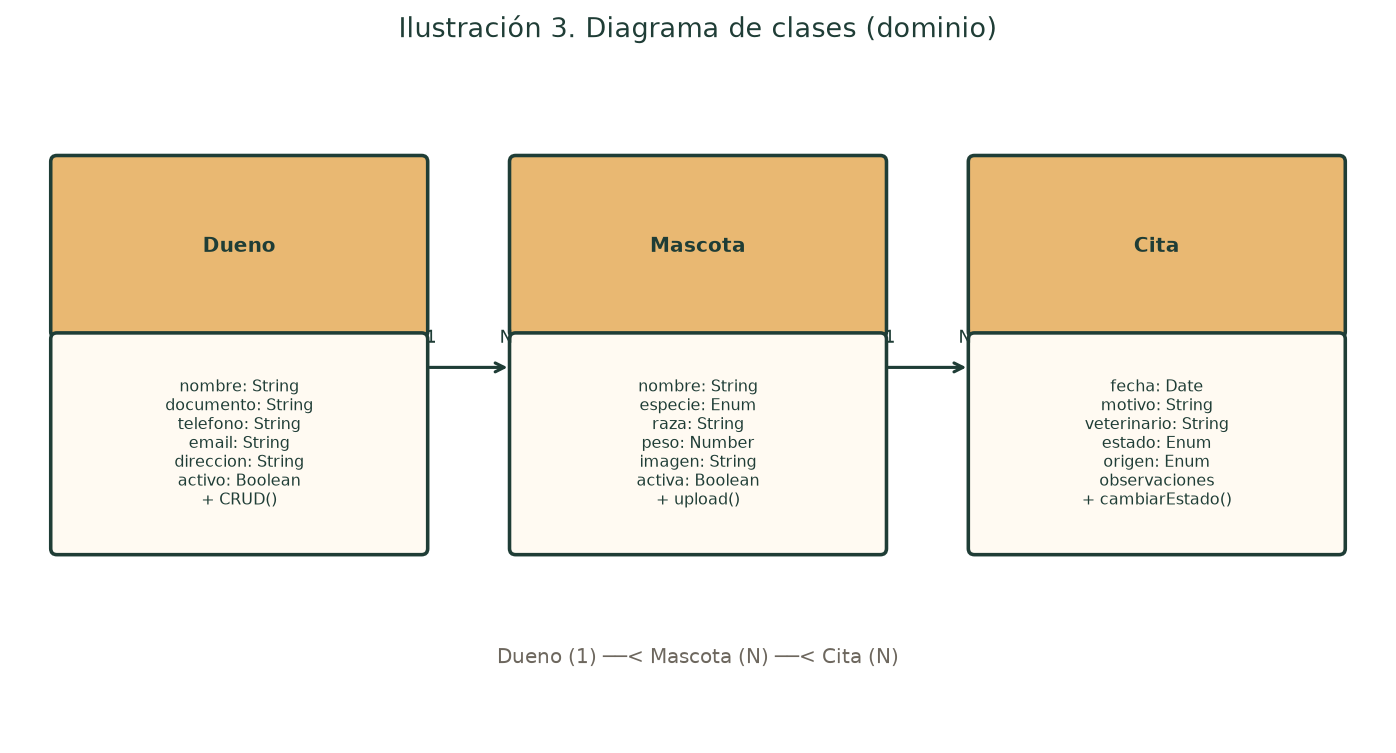 Ilustración 3. Diagrama de clases (dominio)
Dueno
nombre: String
documento: String
telefono: String
email: String
direccion: String
activo: Boolean
+ CRUD()
1
N
Mascota
nombre: String
especie: Enum
raza: String
peso: Number
imagen: String
activa: Boolean
+ upload()
1
N
Cita
fecha: Date
motivo: String
veterinario: String
estado: Enum
origen: Enum
observaciones
+ cambiarEstado()
Dueno (1) ──< Mascota (N) ──< Cita (N)